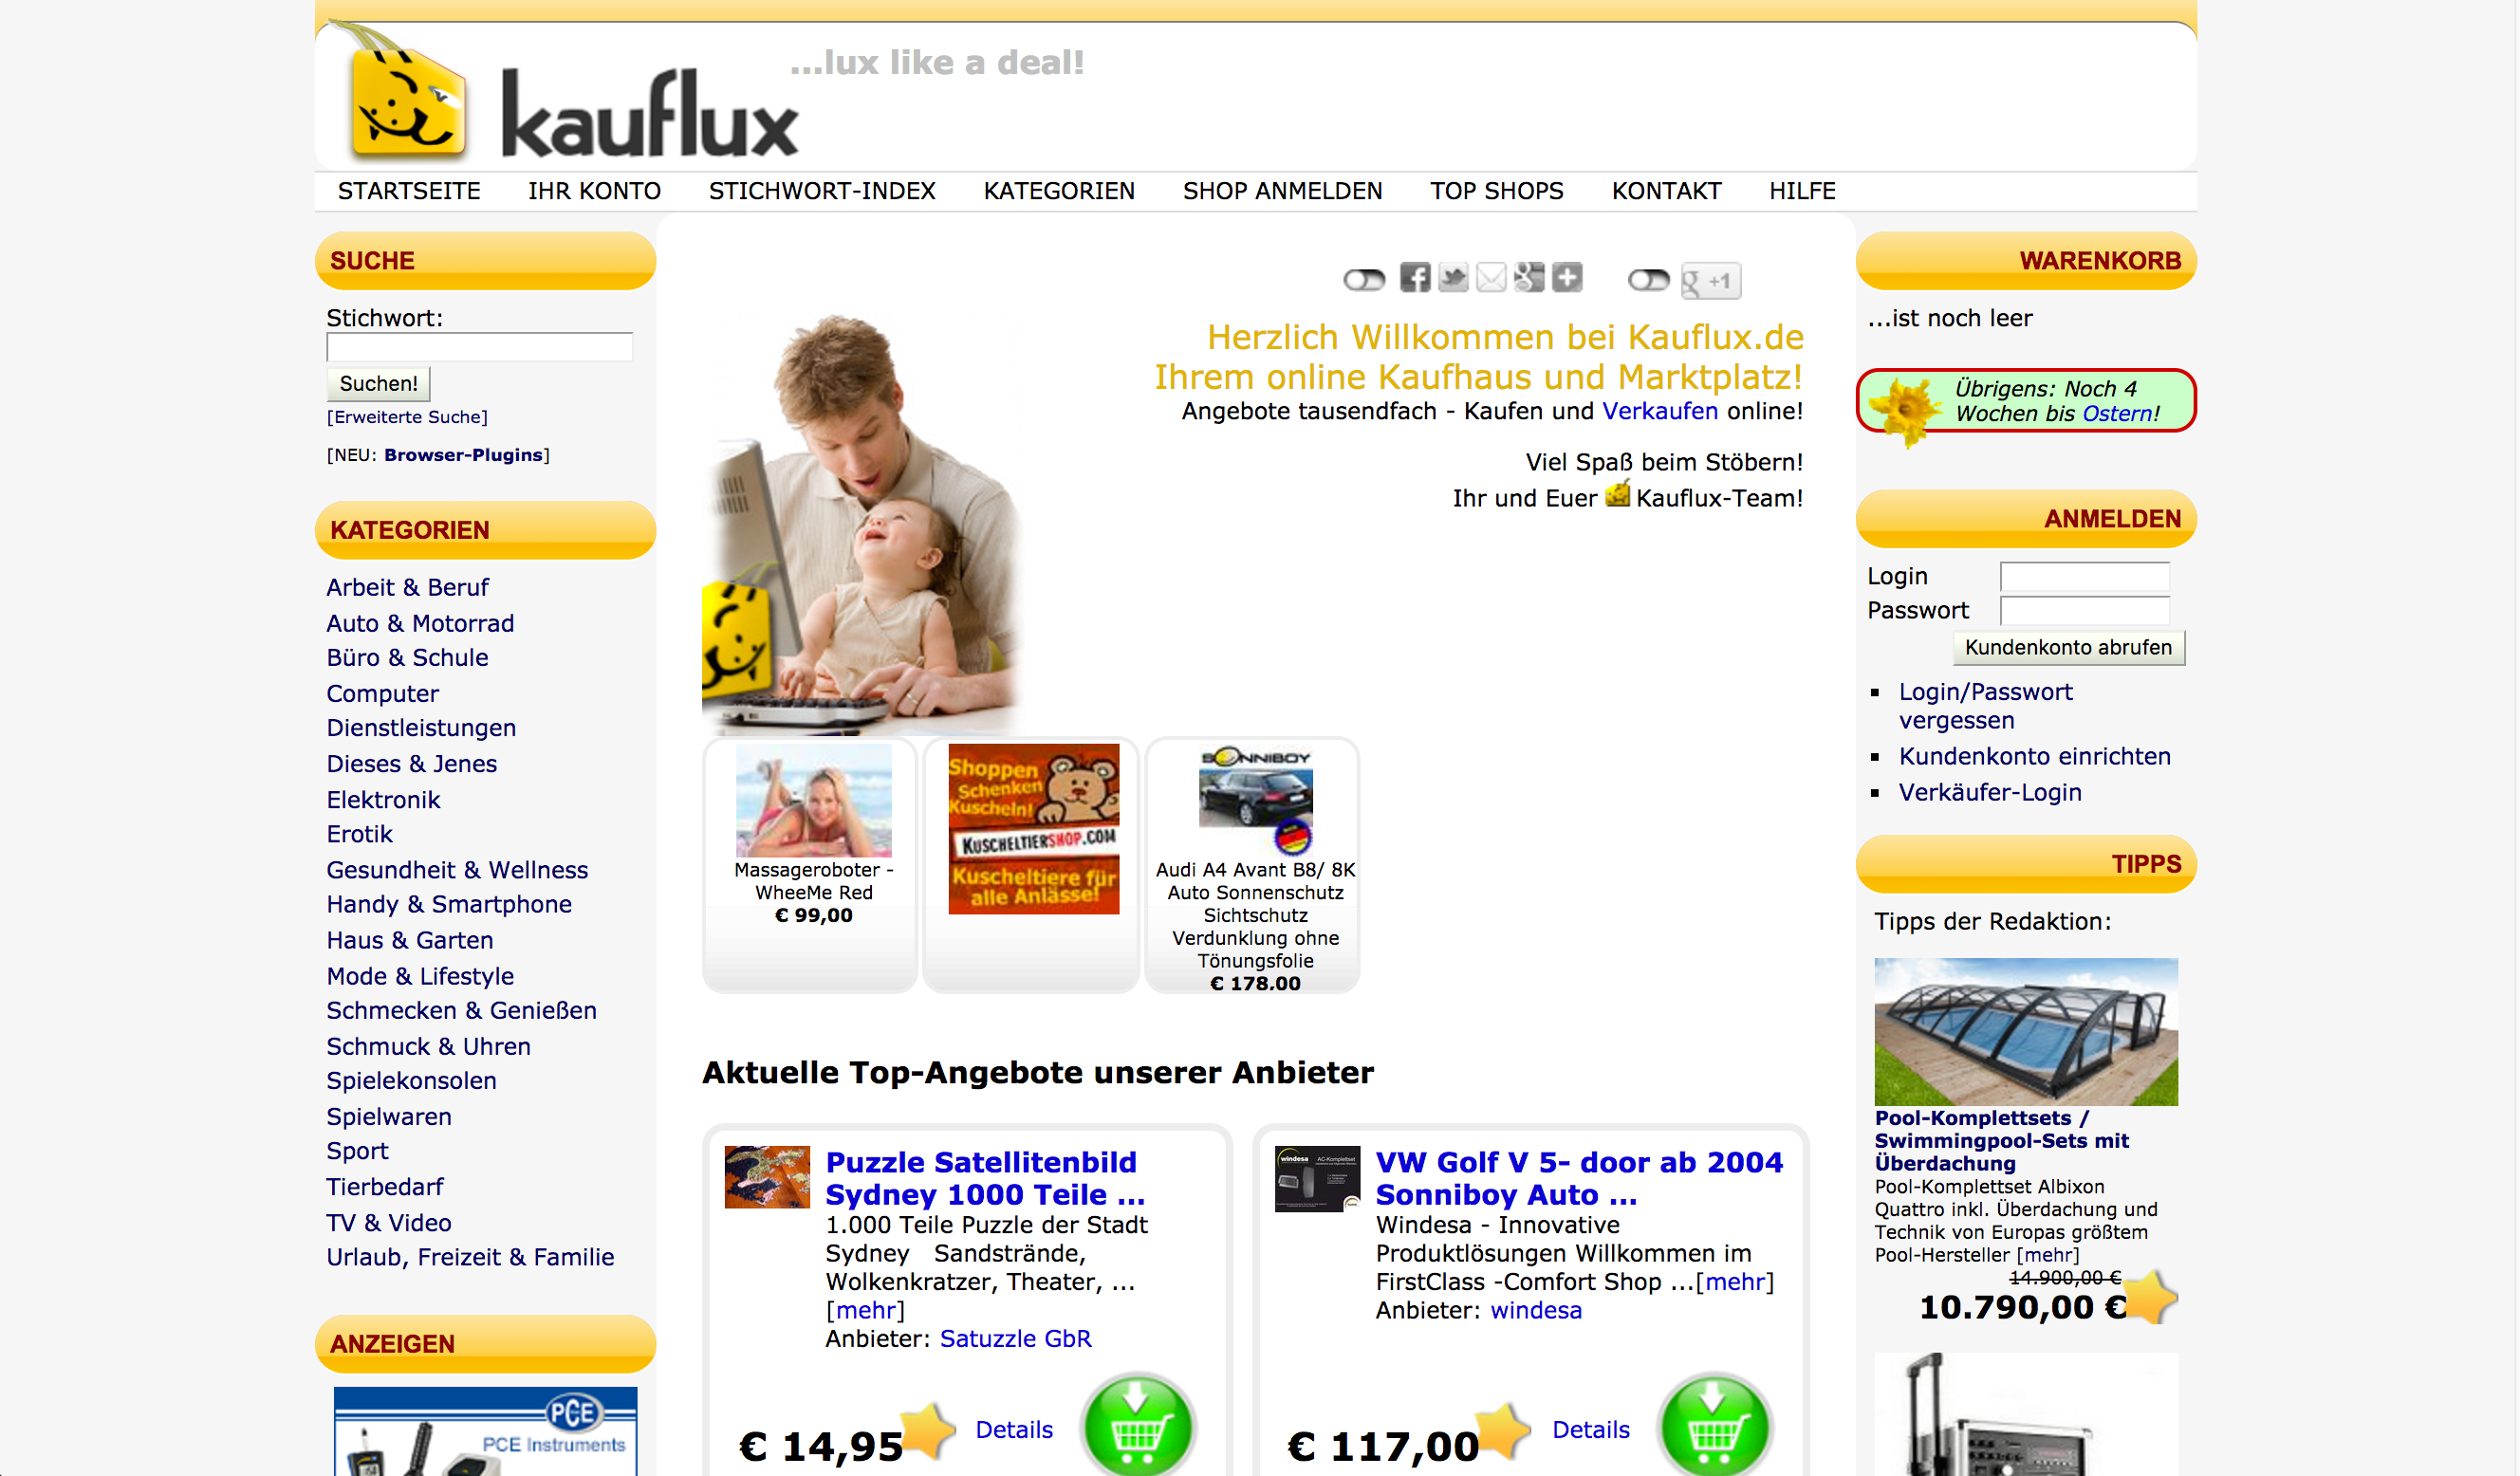 ...lux like a deal!
kauflux
STARTSEITE IHR KONTO STICHWORT-INDEX KATEGORIEN SHOP ANMELDEN TOP SHOPS KONTAKT HILFE
SUCHE
Stichwort:
Suchen!
[Erweiterte Suche]
[NEU: Browser-Plugins]
KATEGORIEN
Arbeit & Beruf
Auto & Motorrad
Büro & Schule
Computer
Dienstleistungen
Dieses & Jenes
Elektronik
Erotik
Gesundheit & Wellness
Handy & Smartphone
Haus & Garten
Mode & Lifestyle
Schmecken & Genießen
Schmuck & Uhren
Spielekonsolen
Spielwaren
Sport
Tierbedarf
TV & Video
Urlaub, Freizeit & Familie
ANZEIGEN
PCE
PCE Instruments
g +1
Herzlich Willkommen bei Kauflux.de
Ihrem online Kaufhaus und Marktplatz!
Angebote tausendfach - Kaufen und Verkaufen online!
Viel Spaß beim Stöbern!
Ihr und Euer Kauflux-Team!
Massageroboter -
WheeMe Red
€ 99,00
Shoppen
Schenken
Kuscheln!
KUSCHELTIERSHOP.COM
Kuscheltiere für
alle Anlässe!
SONNIBOY
Audi A4 Avant B8/ 8K
Auto Sonnenschutz
Sichtschutz
Verdunklung ohne
Tönungsfolie
€ 178,00
Aktuelle Top-Angebote unserer Anbieter
Puzzle Satellitenbild
Sydney 1000 Teile ...
1.000 Teile Puzzle der Stadt
Sydney Sandstrände,
Wolkenkratzer, Theater, ...
[mehr]
Anbieter: Satuzzle GbR
€ 14,95 Details
windesa AC-Komplettset
VW Golf V 5- door ab 2004
Sonniboy Auto ...
Windesa - Innovative
Produktlösungen Willkommen im
FirstClass -Comfort Shop ...[mehr]
Anbieter: windesa
€ 117,00 Details
WARENKORB
...ist noch leer
Übrigens: Noch 4
Wochen bis Ostern!
ANMELDEN
Login
Passwort
Kundenkonto abrufen
Login/Passwort
vergessen
Kundenkonto einrichten
Verkäufer-Login
TIPPS
Tipps der Redaktion:
Pool-Komplettsets /
Swimmingpool-Sets mit
Überdachung
Pool-Komplettset Albixon
Quattro inkl. Überdachung und
Technik von Europas größtem
Pool-Hersteller [mehr]
14.900,00 €
10.790,00 €